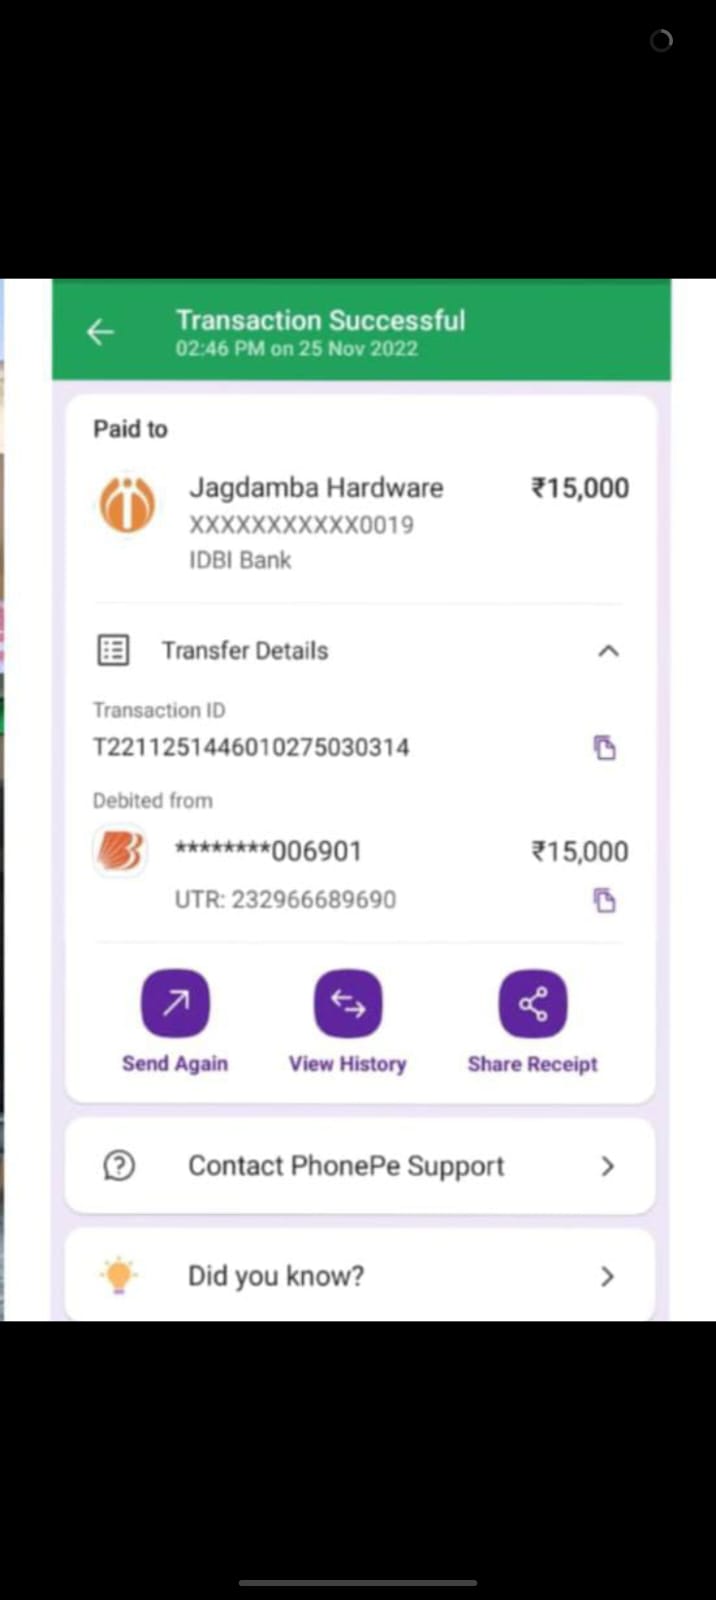 Transaction Successful
02:46 PM on 25 Nov 2022
Paid to
Jagdamba Hardware ₹15,000
XXXXXXXXXXX0019
IDBI Bank
Transfer Details
Transaction ID
T2211251446010275030314
Debited from
********006901 ₹15,000
UTR: 232966689690
Send Again View History Share Receipt
Contact PhonePe Support
Did you know?